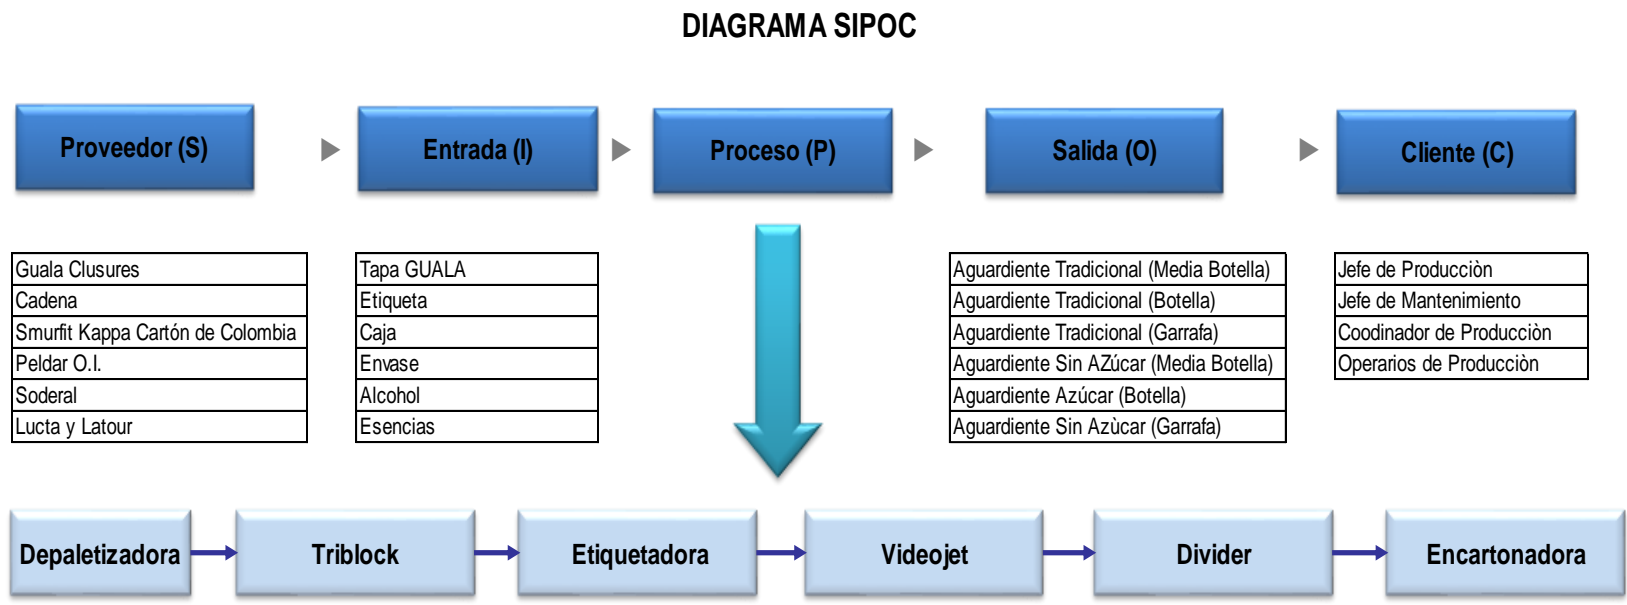 DIAGRAMA SIPOC
Proveedor (S)
Entrada (I)
Proceso (P)
Salida (O)
Cliente (C)
Guala Clusures
Cadena
Smurfit Kappa Cartón de Colombia
Peldar O.I.
Soderal
Lucta y Latour
Tapa GUALA
Etiqueta
Caja
Envase
Alcohol
Esencias
Aguardiente Tradicional (Media Botella)
Aguardiente Tradicional (Botella)
Aguardiente Tradicional (Garrafa)
Aguardiente Sin AZúcar (Media Botella)
Aguardiente Azúcar (Botella)
Aguardiente Sin Azùcar (Garrafa)
Jefe de Producciòn
Jefe de Mantenimiento
Coodinador de Producciòn
Operarios de Producciòn
Depaletizadora
Triblock
Etiquetadora
Videojet
Divider
Encartonadora